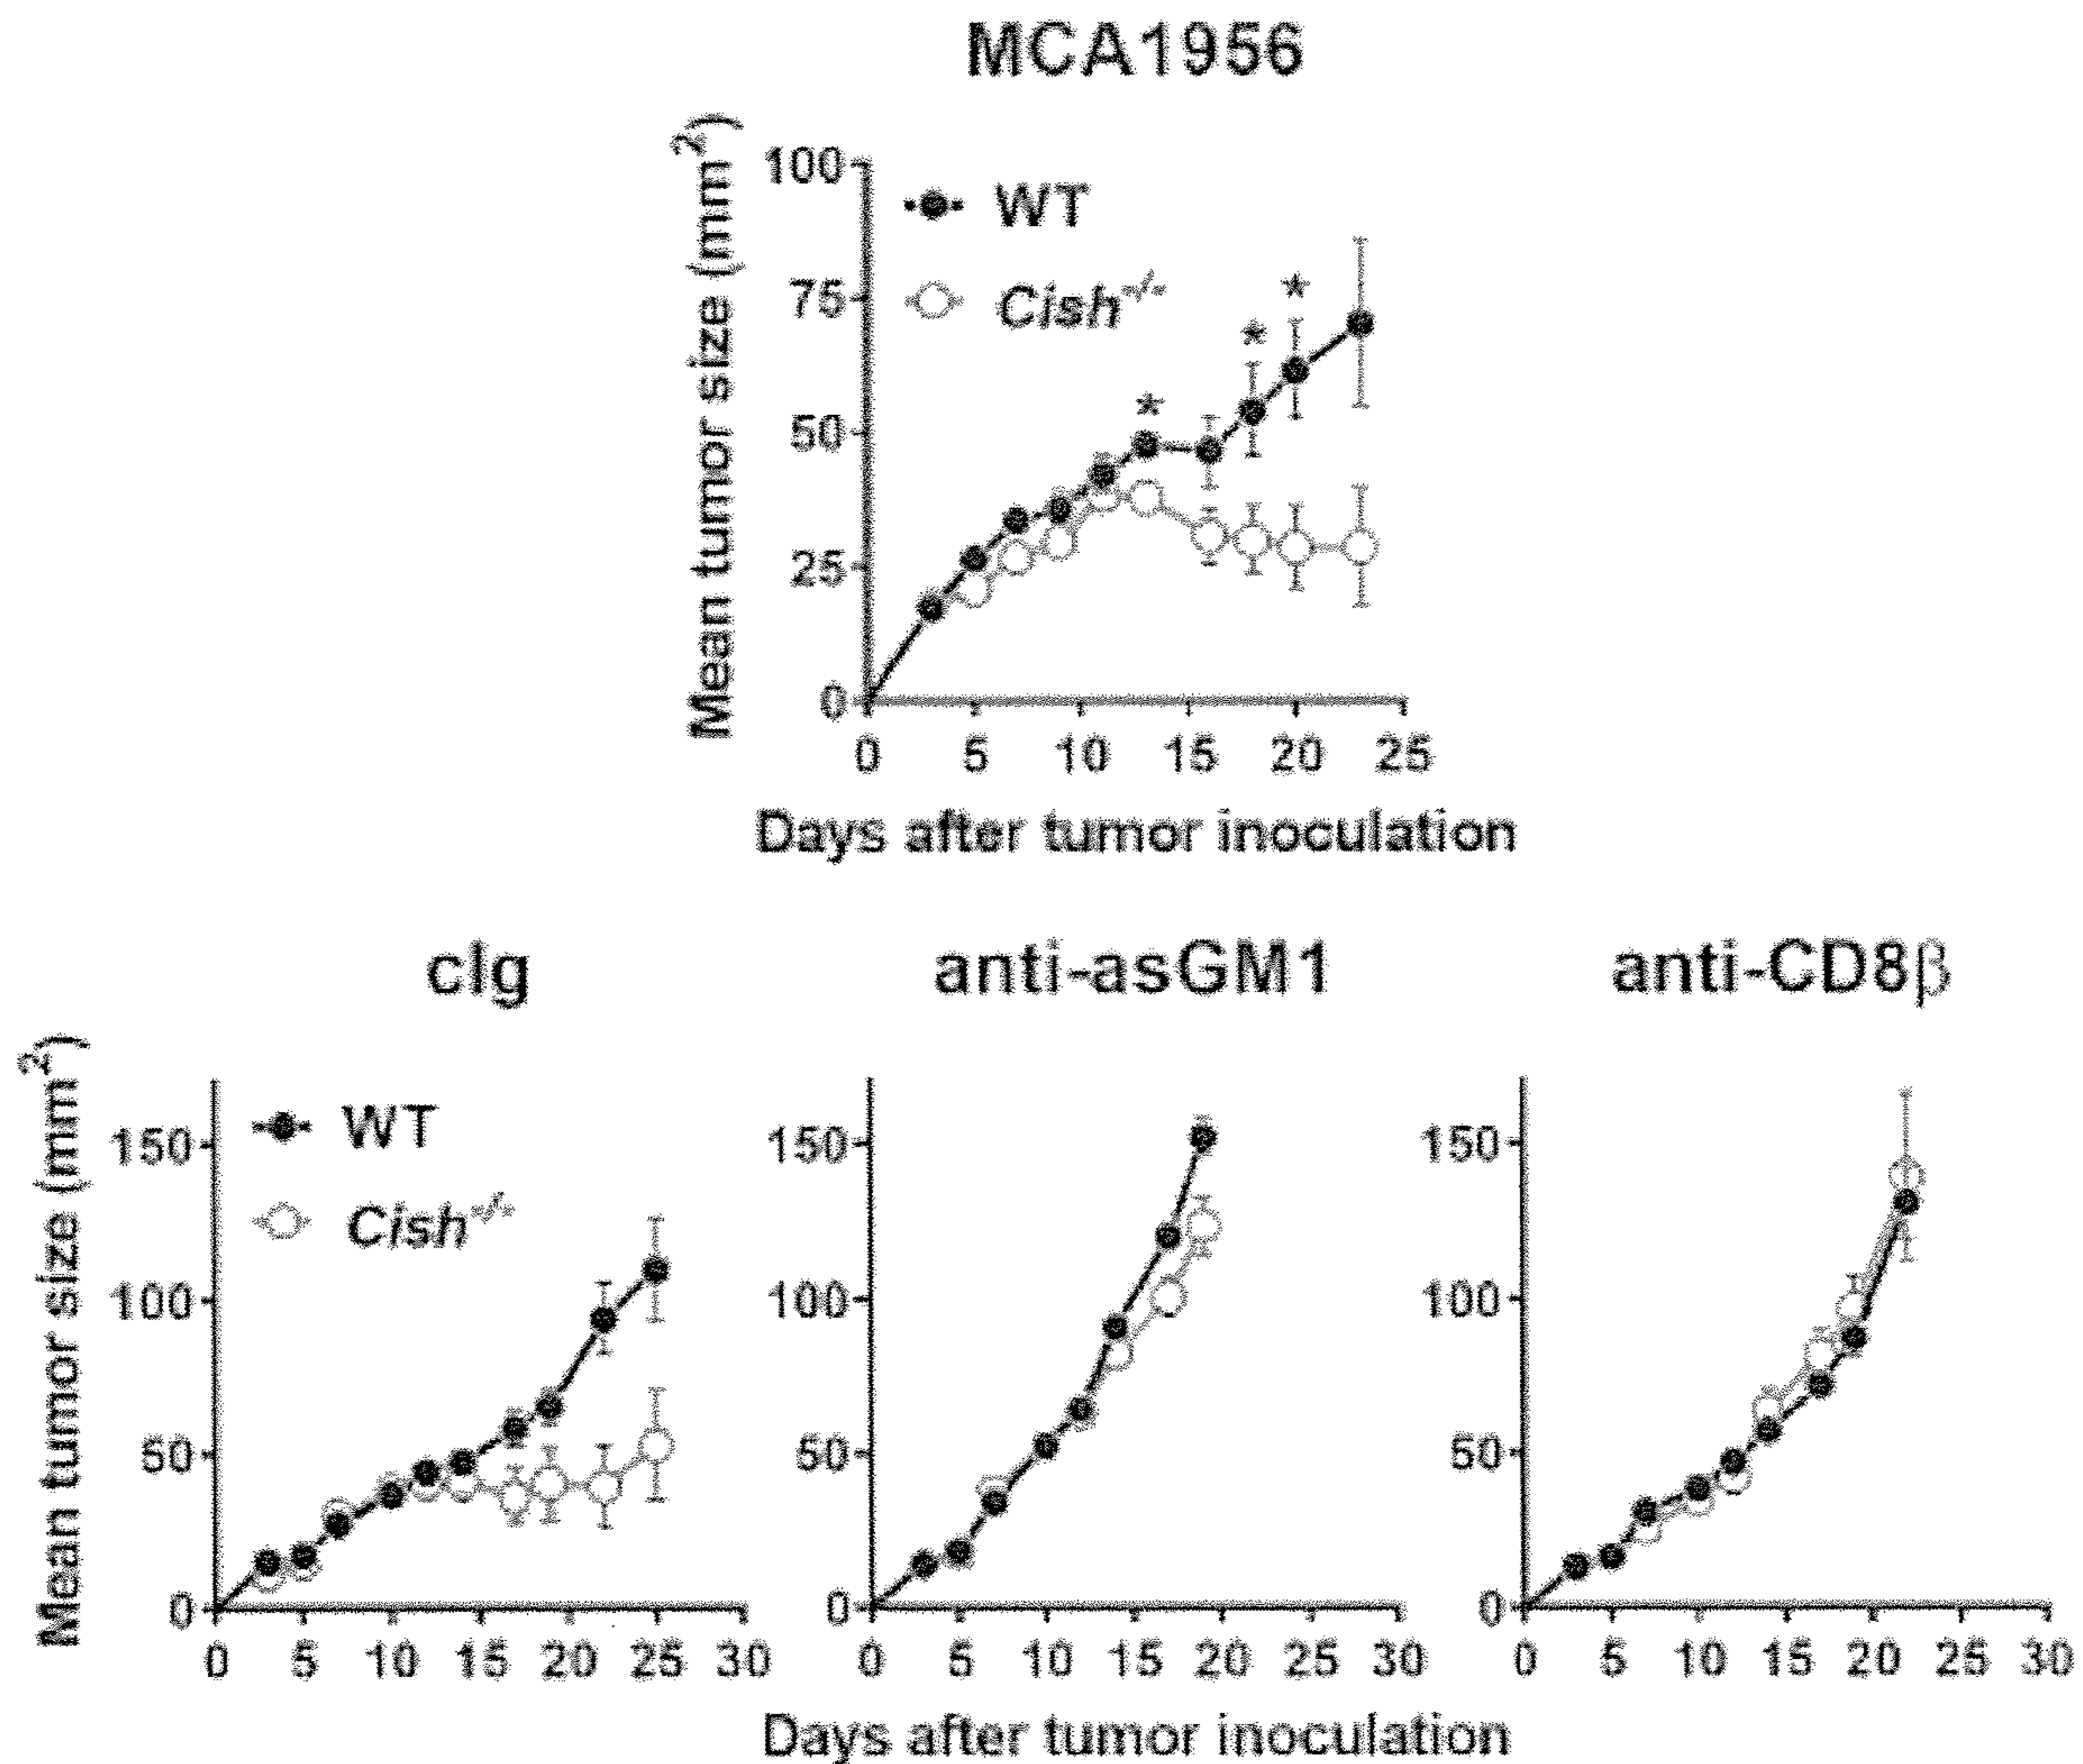 MCA1956
Mean tumor size (mm²)
100
75
50
25
0
WT
Cish-/-
*
*
*
0 5 10 15 20 25
Days after tumor inoculation
cIg
anti-asGM1
anti-CD8β
Mean tumor size (mm²)
150
100
50
0
WT
Cish-/-
0 5 10 15 20 25 30
150
100
50
0
0 5 10 15 20 25 30
150
100
50
0
0 5 10 15 20 25 30
Days after tumor inoculation